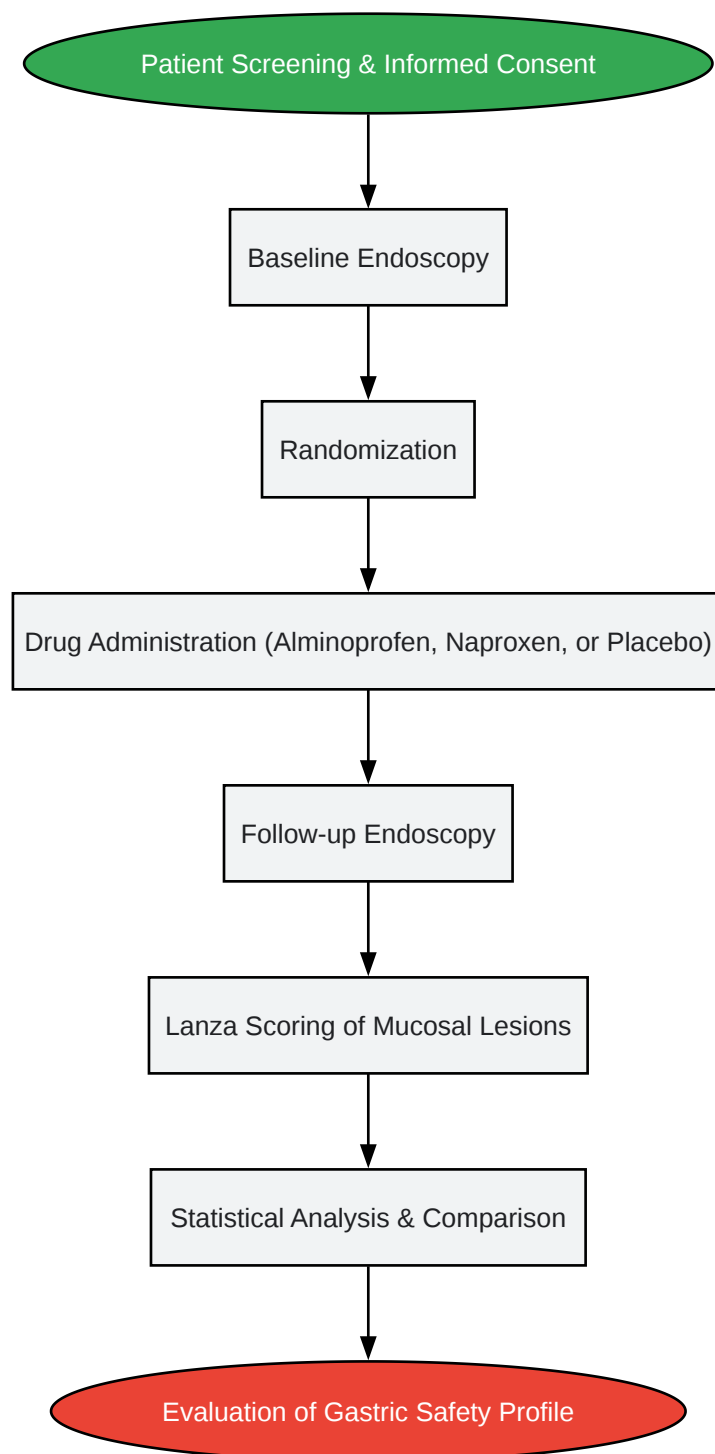 Patient Screening & Informed Consent
Baseline Endoscopy
Randomization
Drug Administration (Alminoprofen, Naproxen, or Placebo)
Follow-up Endoscopy
Lanza Scoring of Mucosal Lesions
Statistical Analysis & Comparison
Evaluation of Gastric Safety Profile